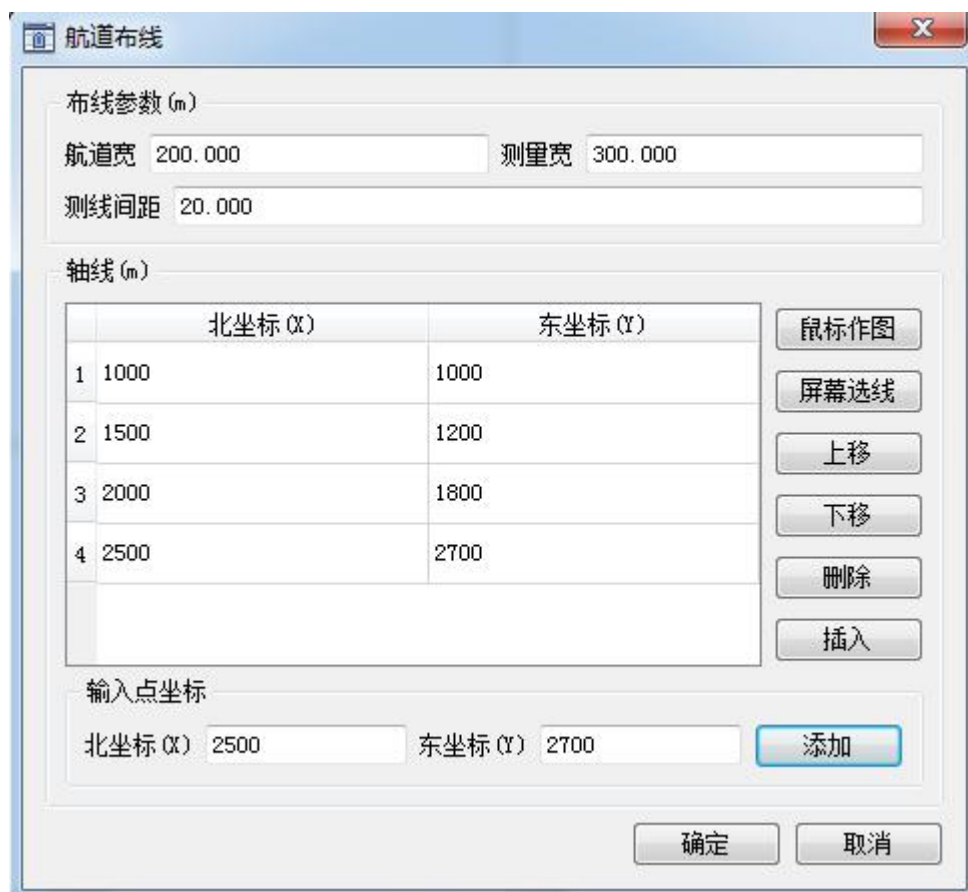 航道布线
布线参数(m)
航道宽 200.000 测量宽 300.000
测线间距 20.000
轴线(m)
北坐标(X) 东坐标(Y)
1 1000 1000
2 1500 1200
3 2000 1800
4 2500 2700
鼠标作图
屏幕选线
上移
下移
删除
插入
输入点坐标
北坐标(X) 2500 东坐标(Y) 2700 添加
确定 取消